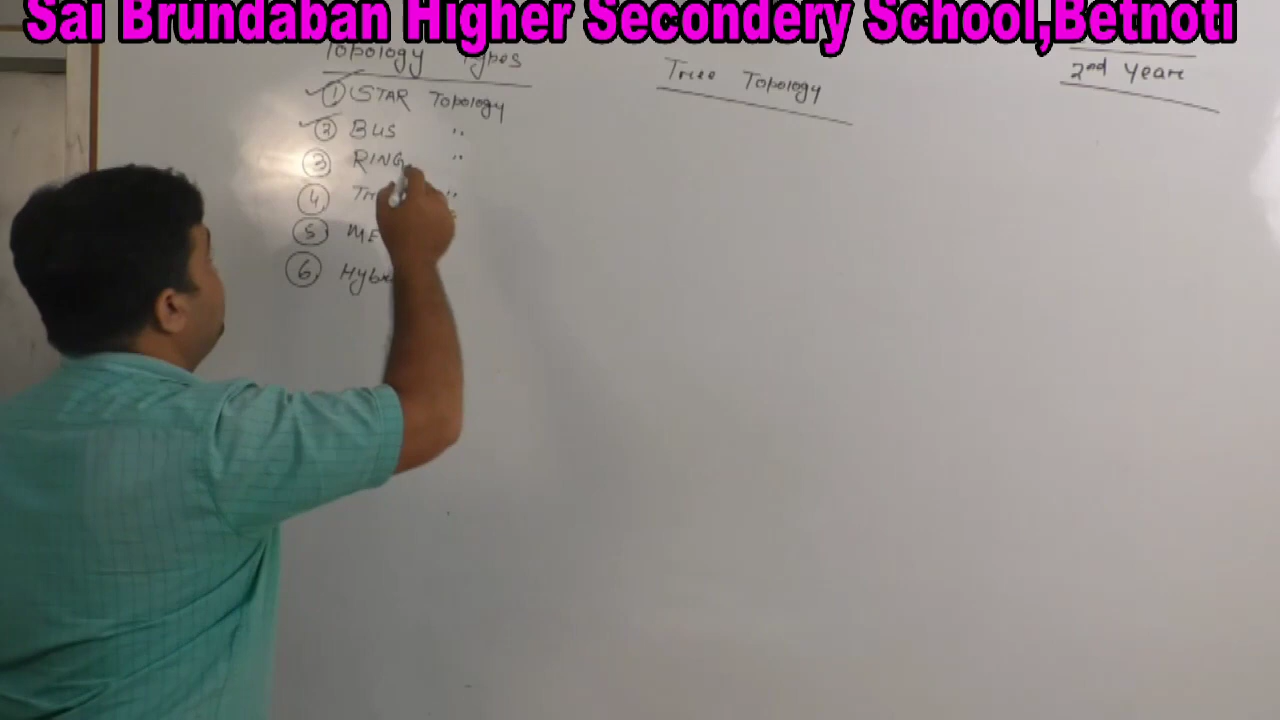 Sai Brundaban Higher Secondery School,Betnoti
Topology Types
① STAR Topology
② BUS "
③ RING "
④ "
⑤
⑥
Tree Topology
2nd Year